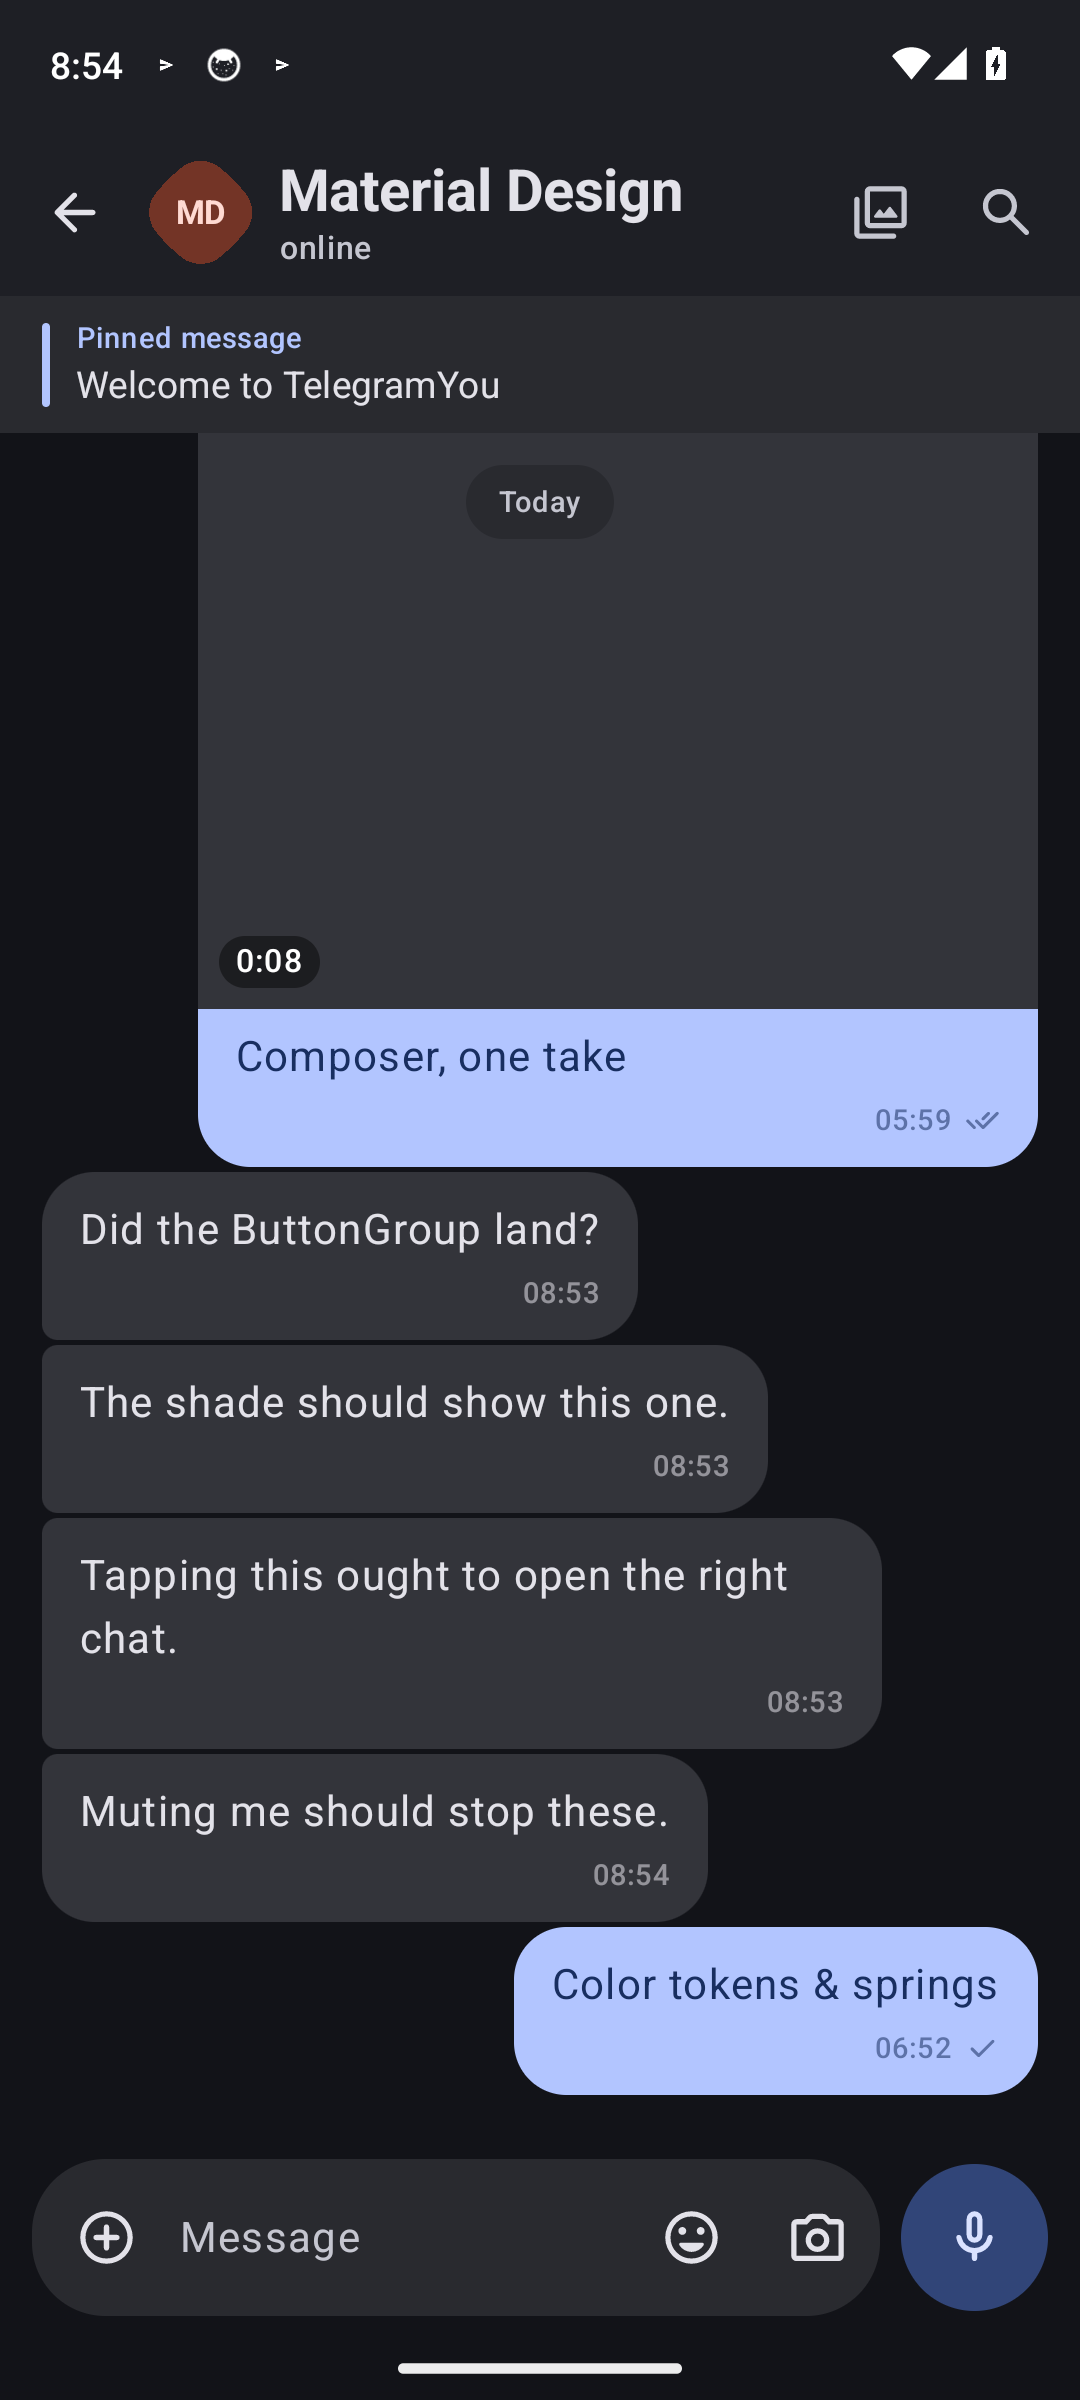 8:54
MD
Material Design
online
Pinned message
Welcome to TelegramYou
Today
0:08
Composer, one take
05:59
Did the ButtonGroup land?
08:53
The shade should show this one.
08:53
Tapping this ought to open the right
chat.
08:53
Muting me should stop these.
08:54
Color tokens & springs
06:52
Message